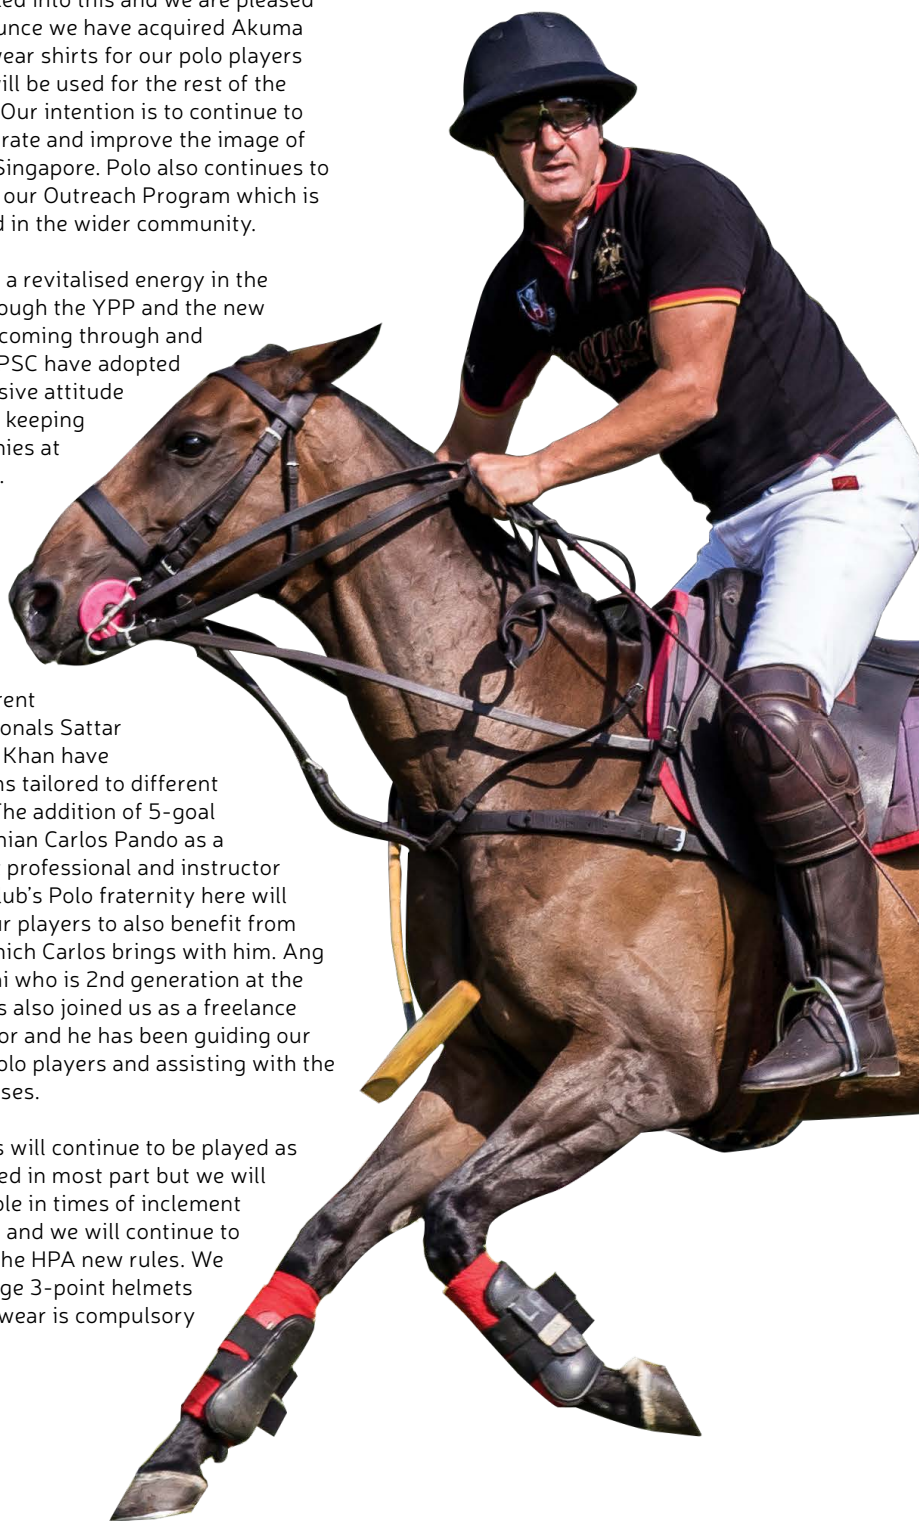 ted into this and we are pleased
unce we have acquired Akuma
wear shirts for our polo players
vill be used for the rest of the
Our intention is to continue to
rate and improve the image of
Singapore. Polo also continues to
our Outreach Program which is
d in the wider community.
a revitalised energy in the
ough the YPP and the new
coming through and
PSC have adopted
sive attitude
keeping
nies at
.
rent
onals Sattar
Khan have
ns tailored to different
The addition of 5-goal
nian Carlos Pando as a
professional and instructor
lub's Polo fraternity here will
ur players to also benefit from
hich Carlos brings with him. Ang
ni who is 2nd generation at the
s also joined us as a freelance
or and he has been guiding our
olo players and assisting with the
ses.
s will continue to be played as
ed in most part but we will
ble in times of inclement
and we will continue to
the HPA new rules. We
ge 3-point helmets
wear is compulsory